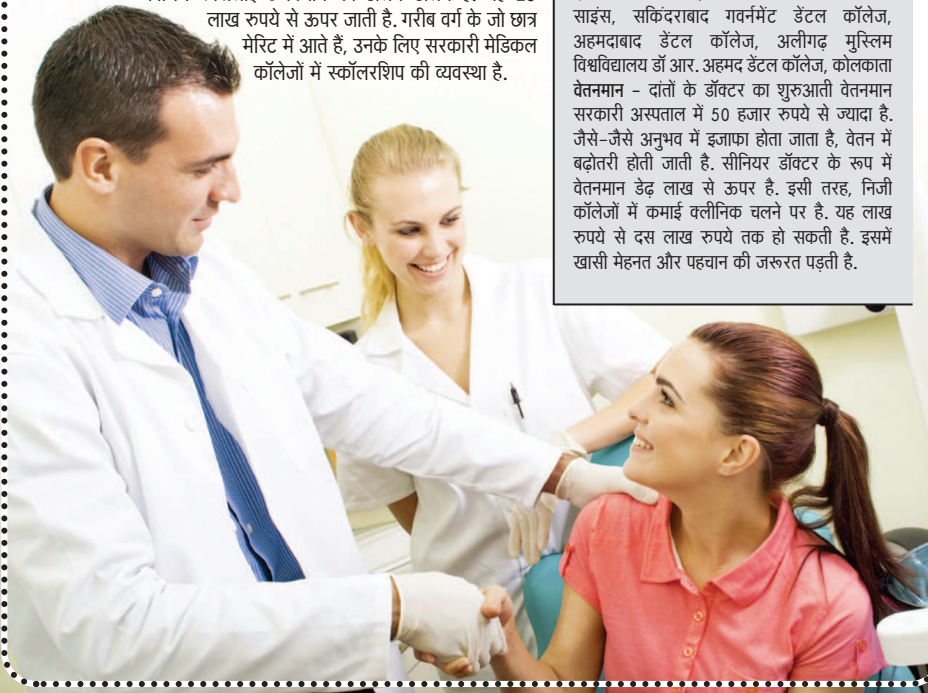 लाख रुपये से ऊपर जाती है. गरीब वर्ग के जो छात्र
मेरिट में आते हैं, उनके लिए सरकारी मेडिकल
कॉलेजों में स्कॉलरशिप की व्यवस्था है.
साइंस, सकिंदराबाद गवर्नमेंट डेंटल कॉलेज,
अहमदाबाद डेंटल कॉलेज, अलीगढ़ मुस्लिम
विश्वविद्यालय डॉ आर. अहमद डेंटल कॉलेज, कोलकाता
वेतनमान – दांतों के डॉक्टर का शुरुआती वेतनमान
सरकारी अस्पताल में 50 हजार रुपये से ज्यादा है.
जैसे–जैसे अनुभव में इजाफा होता जाता है, वेतन में
बढ़ोतरी होती जाती है. सीनियर डॉक्टर के रूप में
वेतनमान डेढ़ लाख से ऊपर है. इसी तरह, निजी
कॉलेजों में कमाई क्लीनिक चलने पर है. यह लाख
रुपये से दस लाख रुपये तक हो सकती है. इसमें
खासी मेहनत और पहचान की जरूरत पड़ती है.